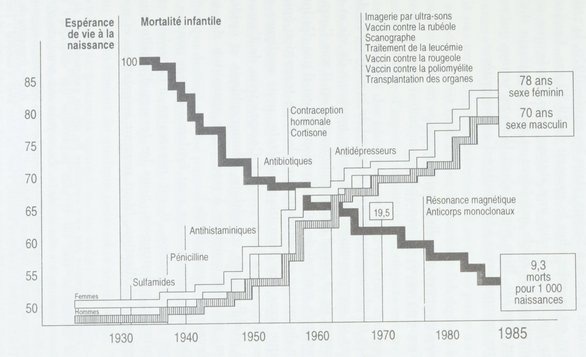 Espérance
de vie à la
naissance
Mortalité infantile
Imagerie par ultra-sons
Vaccin contre la rubéole
Scanographe
Traitement de la leucémie
Vaccin contre la rougeole
Vaccin contre la poliomyélite
Transplantation des organes
100
85
80
75
70
65
60
55
50
78 ans
sexe féminin
70 ans
sexe masculin
Contraception
hormonale
Cortisone
Antidépresseurs
Antibiotiques
Résonance magnétique
Anticorps monoclonaux
19,5
Antihistaminiques
Péniciline
Sulfamides
9,3
morts
pour 1 000
naissances
Femmes
Hommes
1930
1940
1950
1960
1970
1980
1985